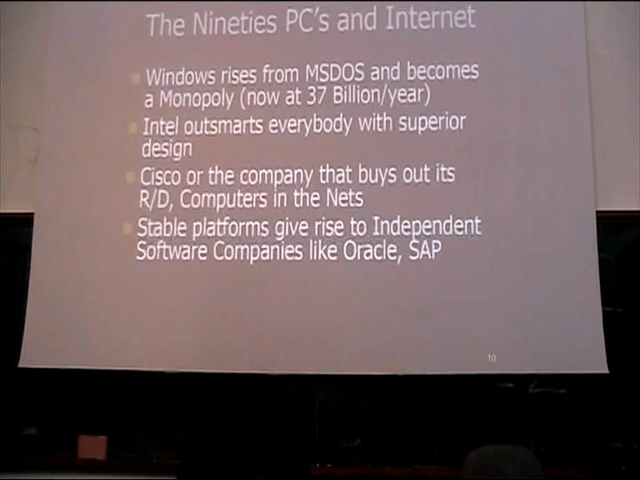 The Nineties PC's and Internet
Windows rises from MSDOS and becomes
a Monopoly (now at 37 Billion/year)
Intel outsmarts everybody with superior
design
Cisco or the company that buys out its
R/D, Computers in the Nets
Stable platforms give rise to Independent
Software Companies like Oracle, SAP
10